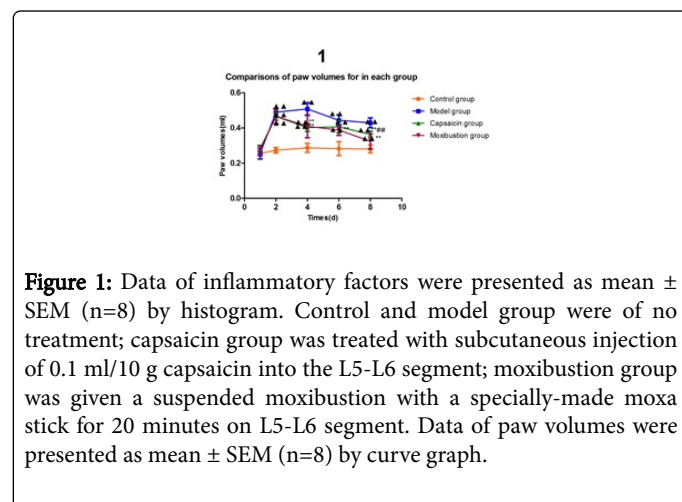 1
Comparisons of paw volumes for in each group
0.6
0.4
0.2
0.0
0
2
4
6
8
10
Paw volumes(ml)
Times(d)
Control group
Model group
Capsaicin group
Moxibustion group
**
##
**
Figure 1: Data of inflammatory factors were presented as mean ±
SEM (n=8) by histogram. Control and model group were of no
treatment; capsaicin group was treated with subcutaneous injection
of 0.1 ml/10 g capsaicin into the L5-L6 segment; moxibustion group
was given a suspended moxibustion with a specially-made moxa
stick for 20 minutes on L5-L6 segment. Data of paw volumes were
presented as mean ± SEM (n=8) by curve graph.